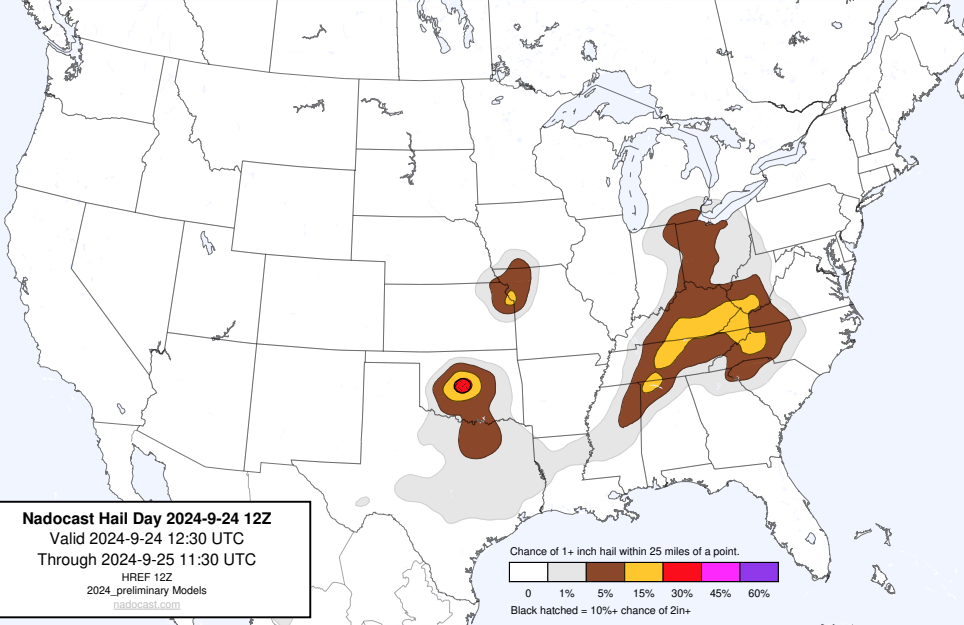 Nadocast Hail Day 2024-9-24 12Z
Valid 2024-9-24 12:30 UTC
Through 2024-9-25 11:30 UTC
HREF 12Z
2024_preliminary Models
nadocast.com
Chance of 1+ inch hail within 25 miles of a point.
0 1% 5% 15% 30% 45% 60%
Black hatched = 10%+ chance of 2in+